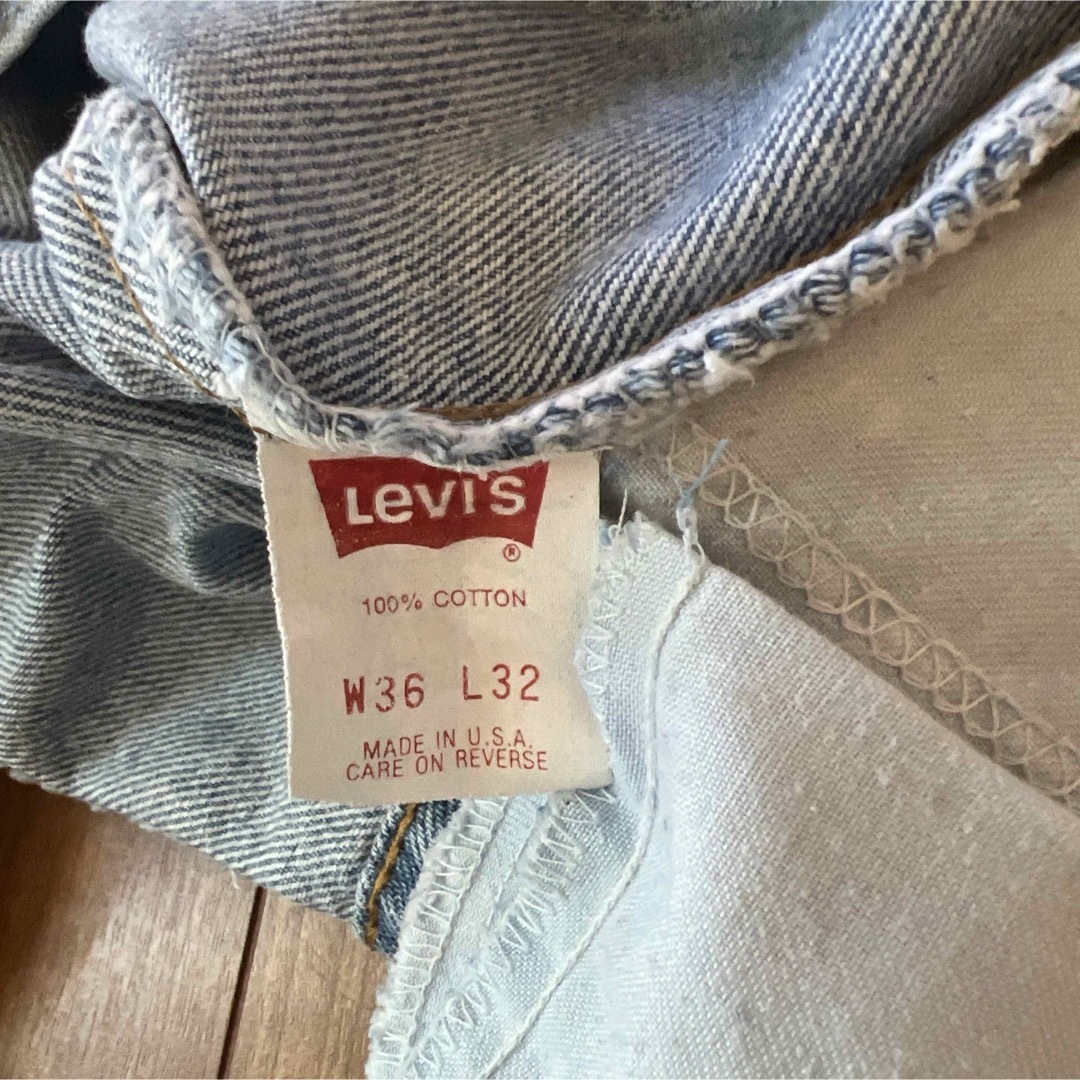 Levi's
®
100% COTTON
W36 L32
MADE IN U.S.A.
CARE ON REVERSE